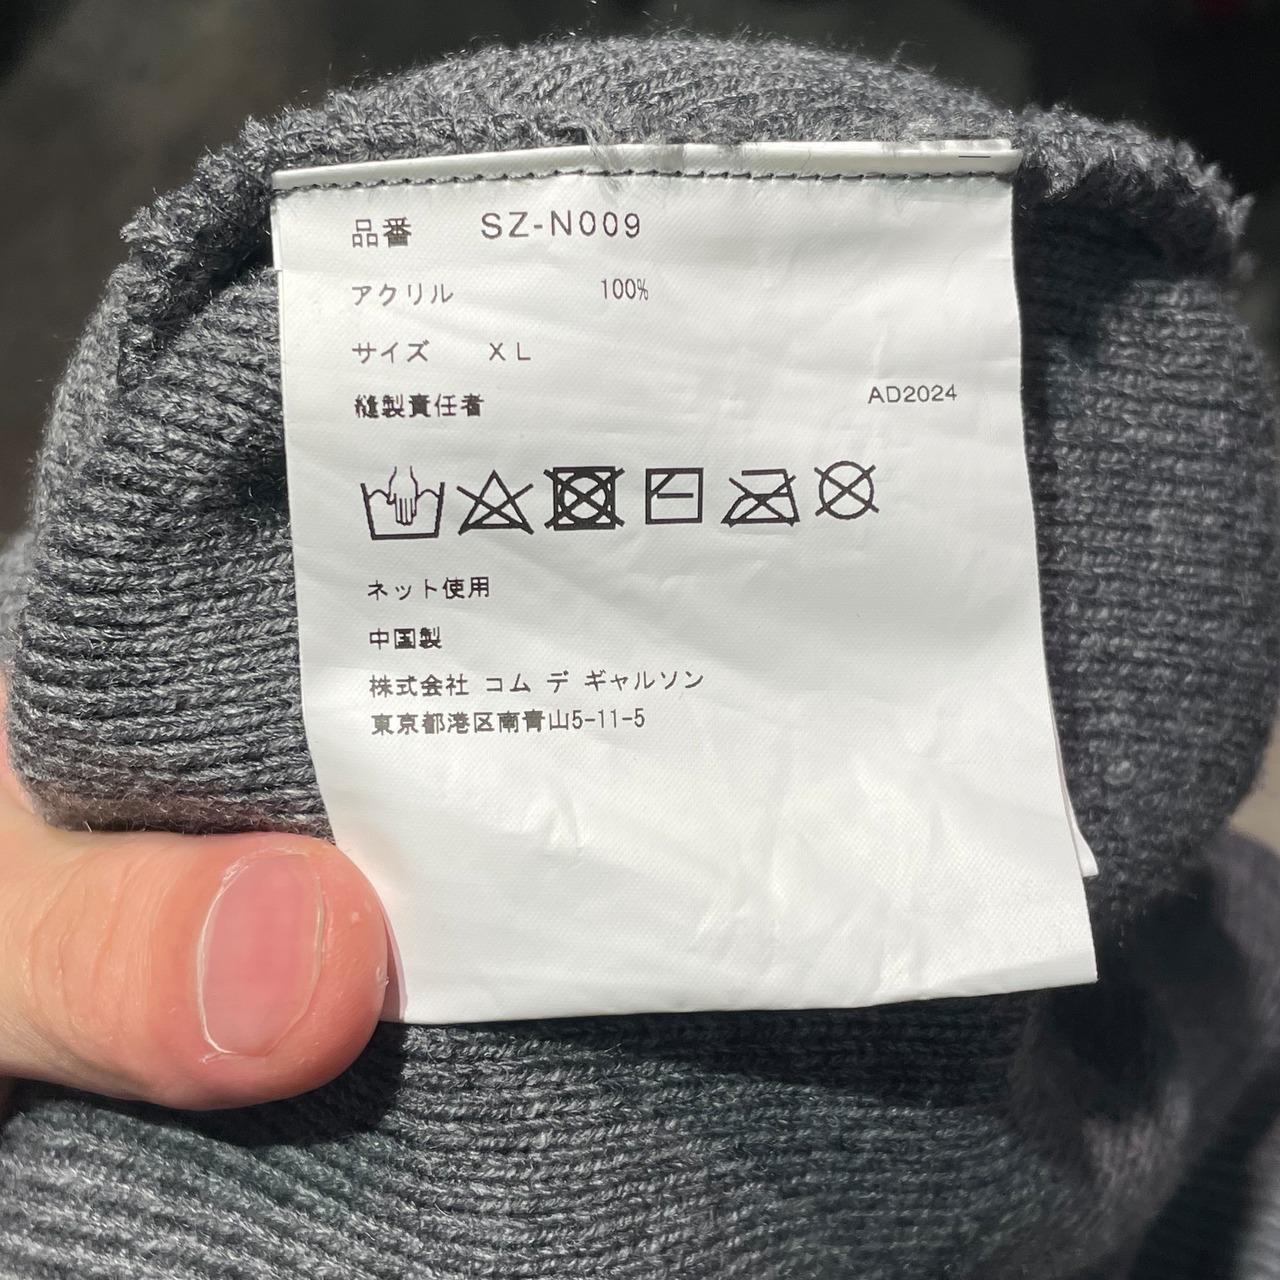 品番 SZ-N009
アクリル 100%
サイズ XL
縫製責任者
AD2024
ネット使用
中国製
株式会社 コム デ ギャルソン
東京都港区南青山5-11-5